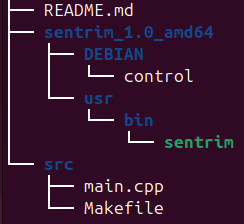 README.md
sentrim_1.0_amd64
DEBIAN
control
usr
bin
sentrim
src
main.cpp
Makefile